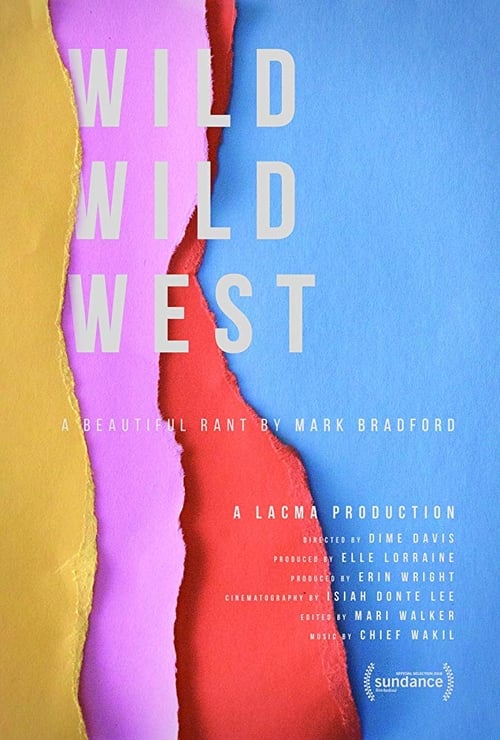 WILD
WILD
WEST
A BEAUTIFUL RANT BY MARK BRADFORD
A LACMA PRODUCTION
DIRECTED BY DIME DAVIS
PRODUCED BY ELLE LORRAINE
PRODUCED BY ERIN WRIGHT
CINEMATOGRAPHY BY ISIAH DONTE LEE
EDITED BY MARI WALKER
MUSIC BY CHIEF WAKIL
sundance